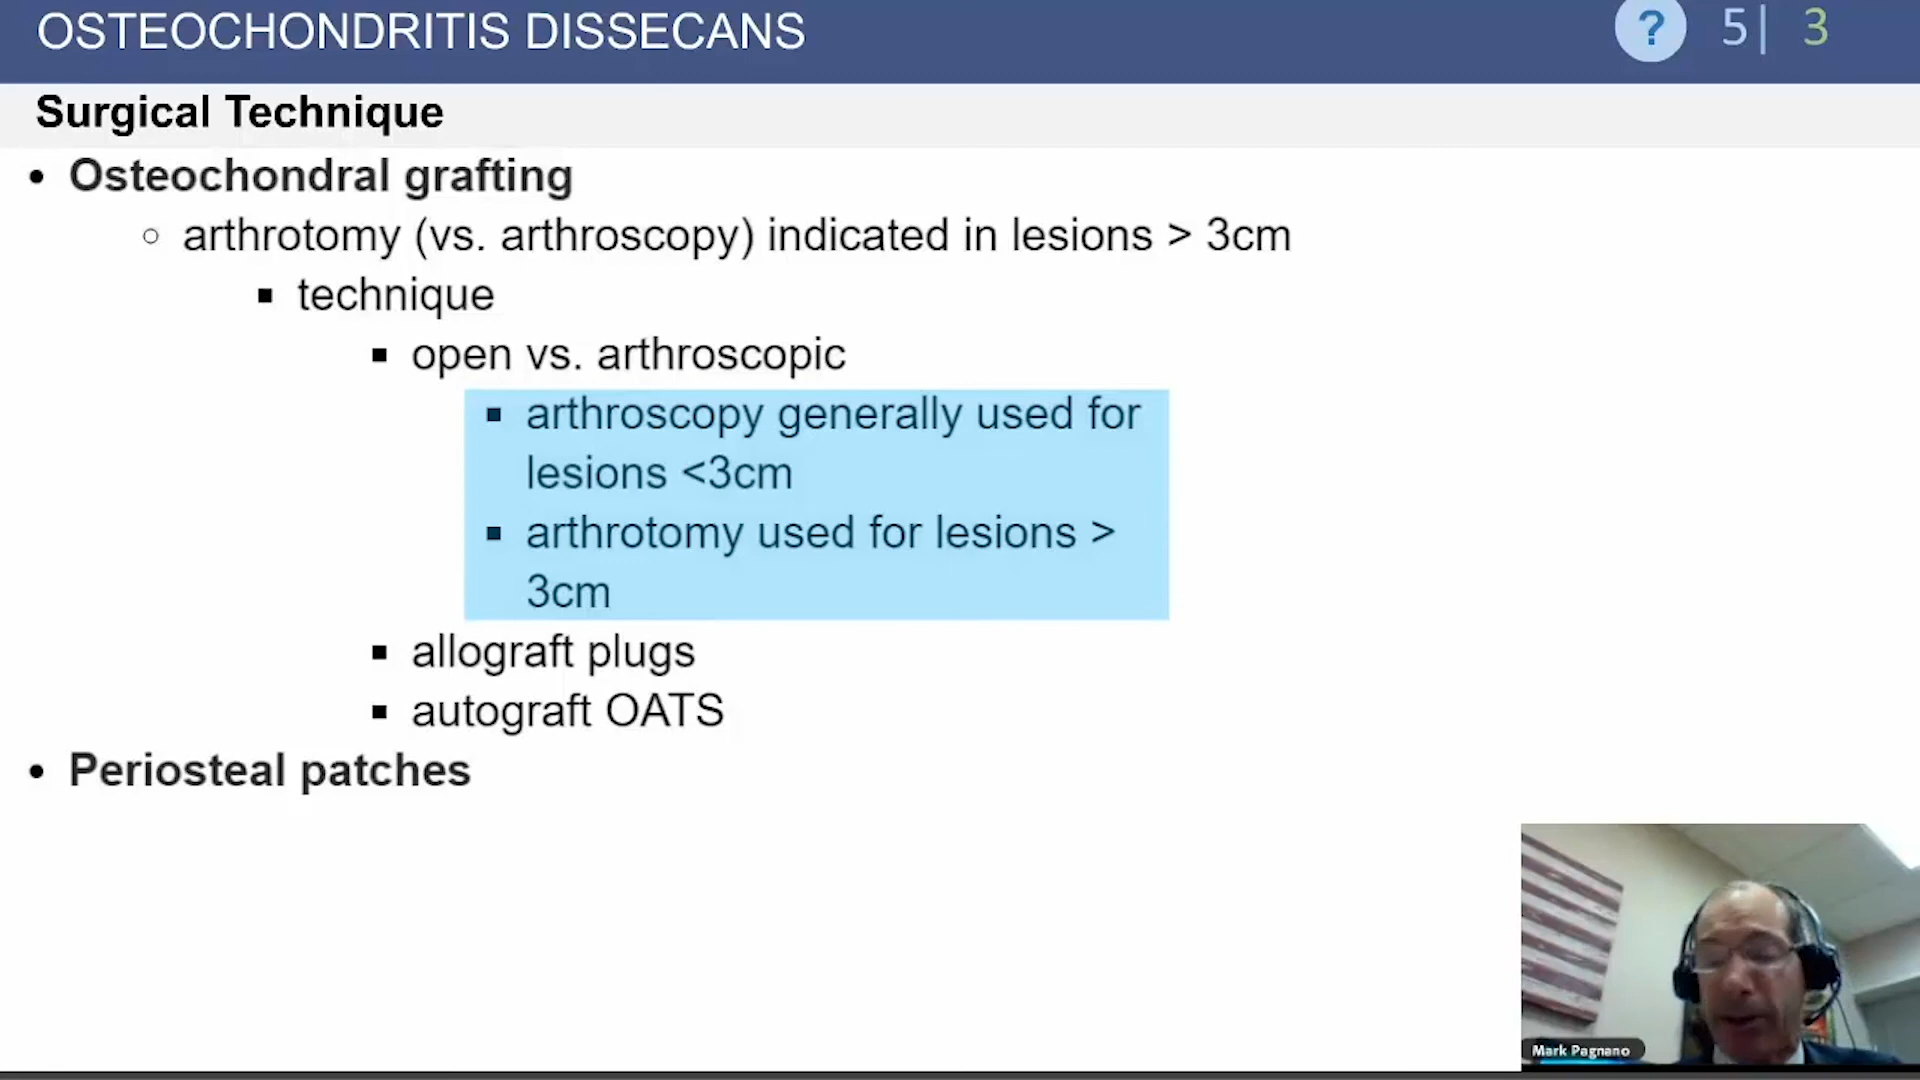 OSTEOCHONDRITIS DISSECANS
? 5| 3
Surgical Technique
• Osteochondral grafting
○ arthrotomy (vs. arthroscopy) indicated in lesions > 3cm
▪ technique
▪ open vs. arthroscopic
▪ arthroscopy generally used for
lesions <3cm
▪ arthrotomy used for lesions >
3cm
▪ allograft plugs
▪ autograft OATS
• Periosteal patches
Mark Pagnano